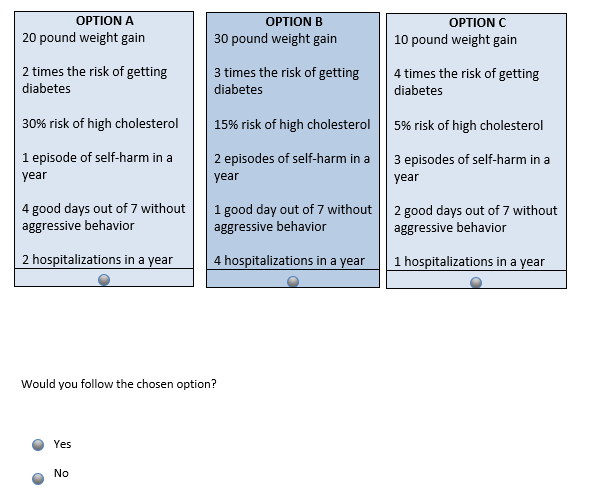 OPTION A
20 pound weight gain
2 times the risk of getting
diabetes
30% risk of high cholesterol
1 episode of self-harm in a
year
4 good days out of 7 without
aggressive behavior
2 hospitalizations in a year
OPTION B
30 pound weight gain
3 times the risk of getting
diabetes
15% risk of high cholesterol
2 episodes of self-harm in a
year
1 good day out of 7 without
aggressive behavior
4 hospitalizations in a year
OPTION C
10 pound weight gain
4 times the risk of getting
diabetes
5% risk of high cholesterol
3 episodes of self-harm in a
year
2 good days out of 7 without
aggressive behavior
1 hospitalizations in a year
Would you follow the chosen option?
Yes
No